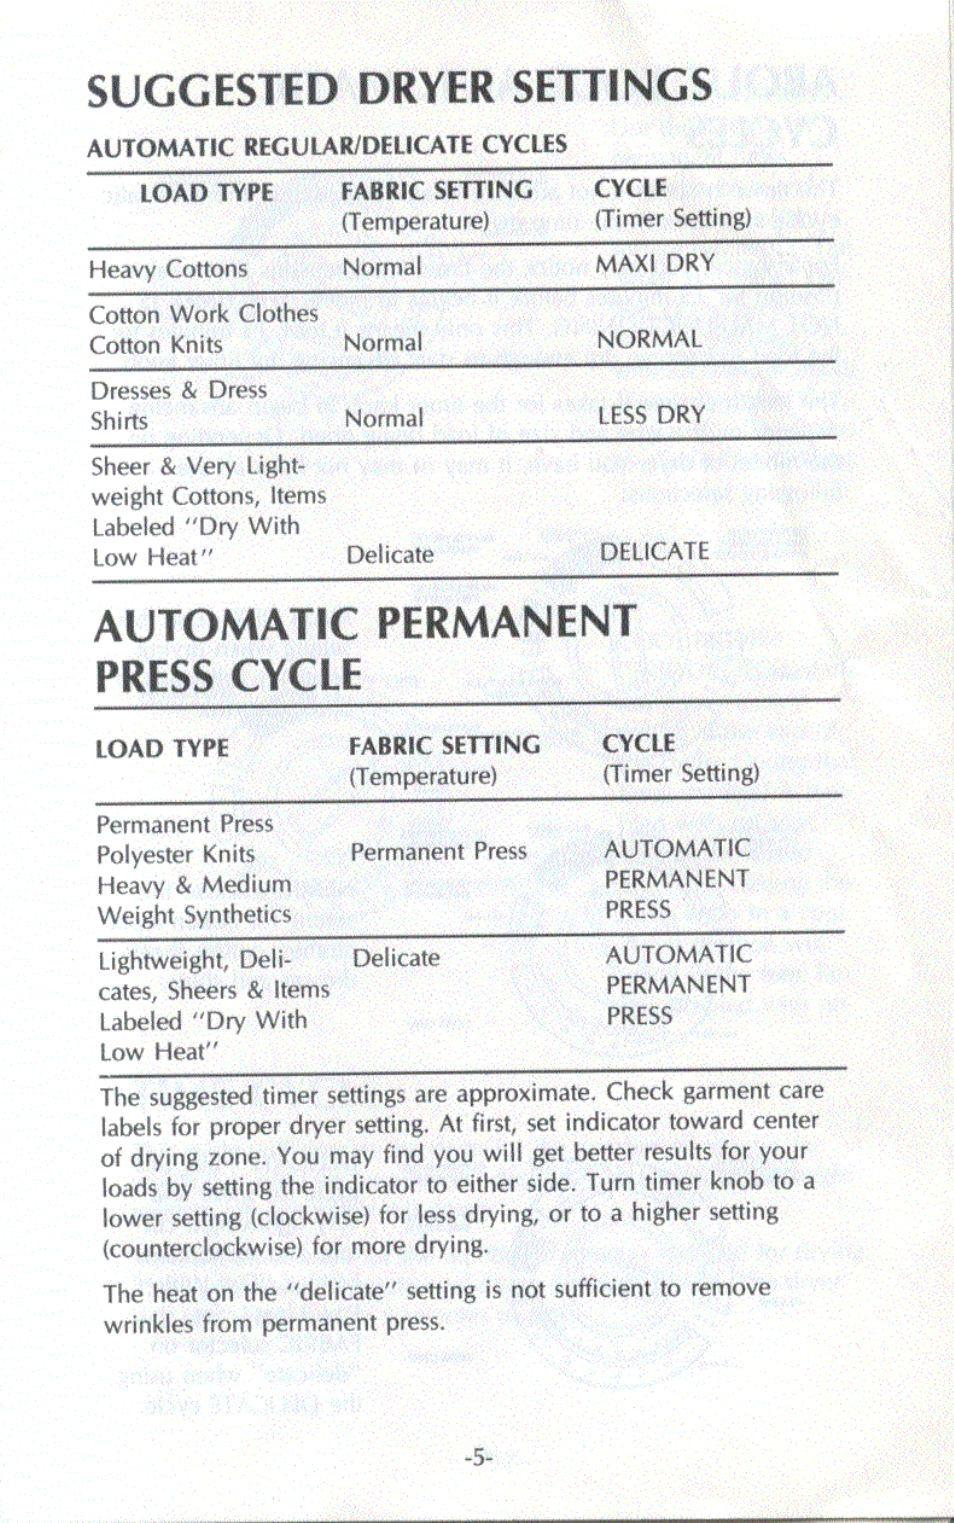 SUGGESTED DRYER SETTINGS
AUTOMATIC REGULAR/DELICATE CYCLES
LOAD TYPE FABRIC SETTING CYCLE
(Temperature) (Timer Setting)
Heavy Cottons Normal MAXI DRY
Cotton Work Clothes
Cotton Knits Normal NORMAL
Dresses & Dress
Shirts Normal LESS DRY
Sheer & Very Light-
weight Cottons, Items
Labeled "Dry With
Low Heat" Delicate DELICATE
AUTOMATIC PERMANENT
PRESS CYCLE
LOAD TYPE FABRIC SETTING CYCLE
(Temperature) (Timer Setting)
Permanent Press
Polyester Knits Permanent Press AUTOMATIC
Heavy & Medium PERMANENT
Weight Synthetics PRESS
Lightweight, Deli- Delicate AUTOMATIC
cates, Sheers & Items PERMANENT
Labeled "Dry With PRESS
Low Heat"
The suggested timer settings are approximate. Check garment care
labels for proper dryer setting. At first, set indicator toward center
of drying zone. You may find you will get better results for your
loads by setting the indicator to either side. Turn timer knob to a
lower setting (clockwise) for less drying, or to a higher setting
(counterclockwise) for more drying.
The heat on the "delicate" setting is not sufficient to remove
wrinkles from permanent press.
-5-